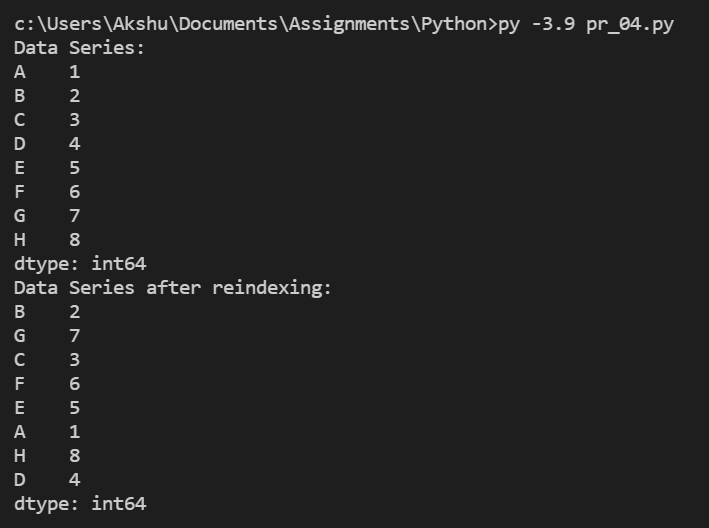 c:\Users\Akshu\Documents\Assignments\Python>py -3.9 pr_04.py
Data Series:
A    1
B    2
C    3
D    4
E    5
F    6
G    7
H    8
dtype: int64
Data Series after reindexing:
B    2
G    7
C    3
F    6
E    5
A    1
H    8
D    4
dtype: int64